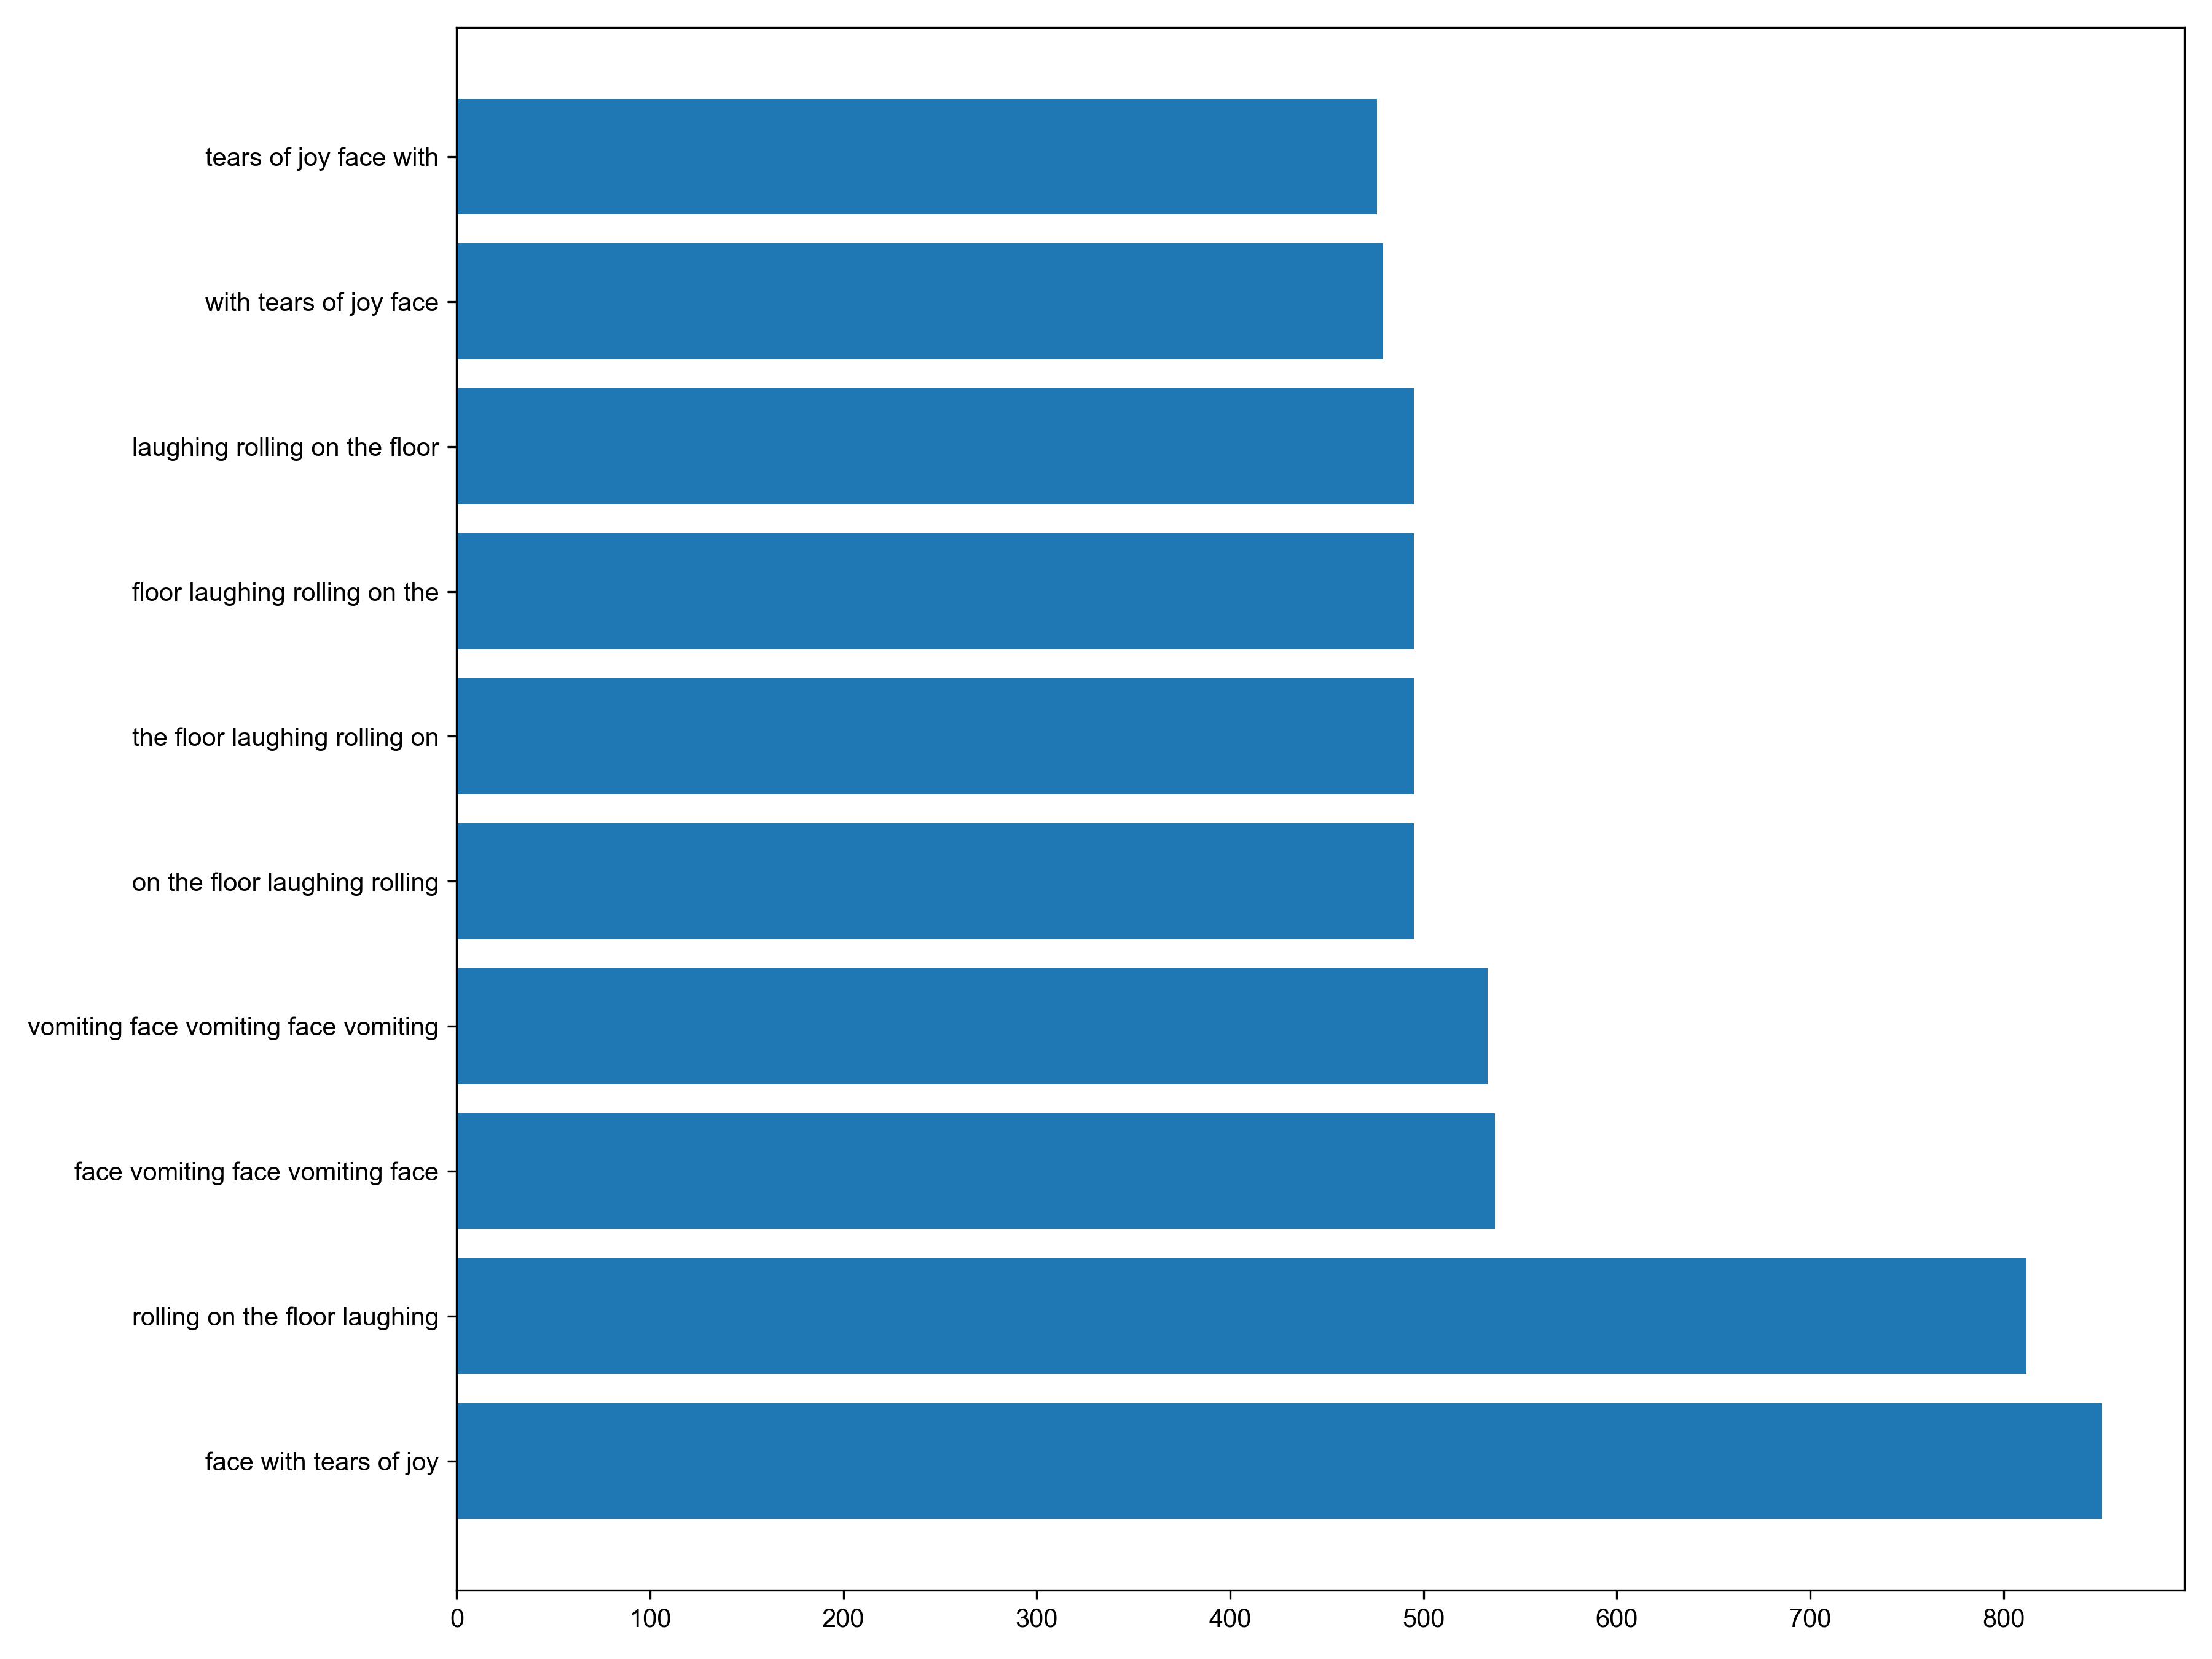 tears of joy face with
with tears of joy face
laughing rolling on the floor
floor laughing rolling on the
the floor laughing rolling on
on the floor laughing rolling
vomiting face vomiting face vomiting
face vomiting face vomiting face
rolling on the floor laughing
face with tears of joy
0 100 200 300 400 500 600 700 800